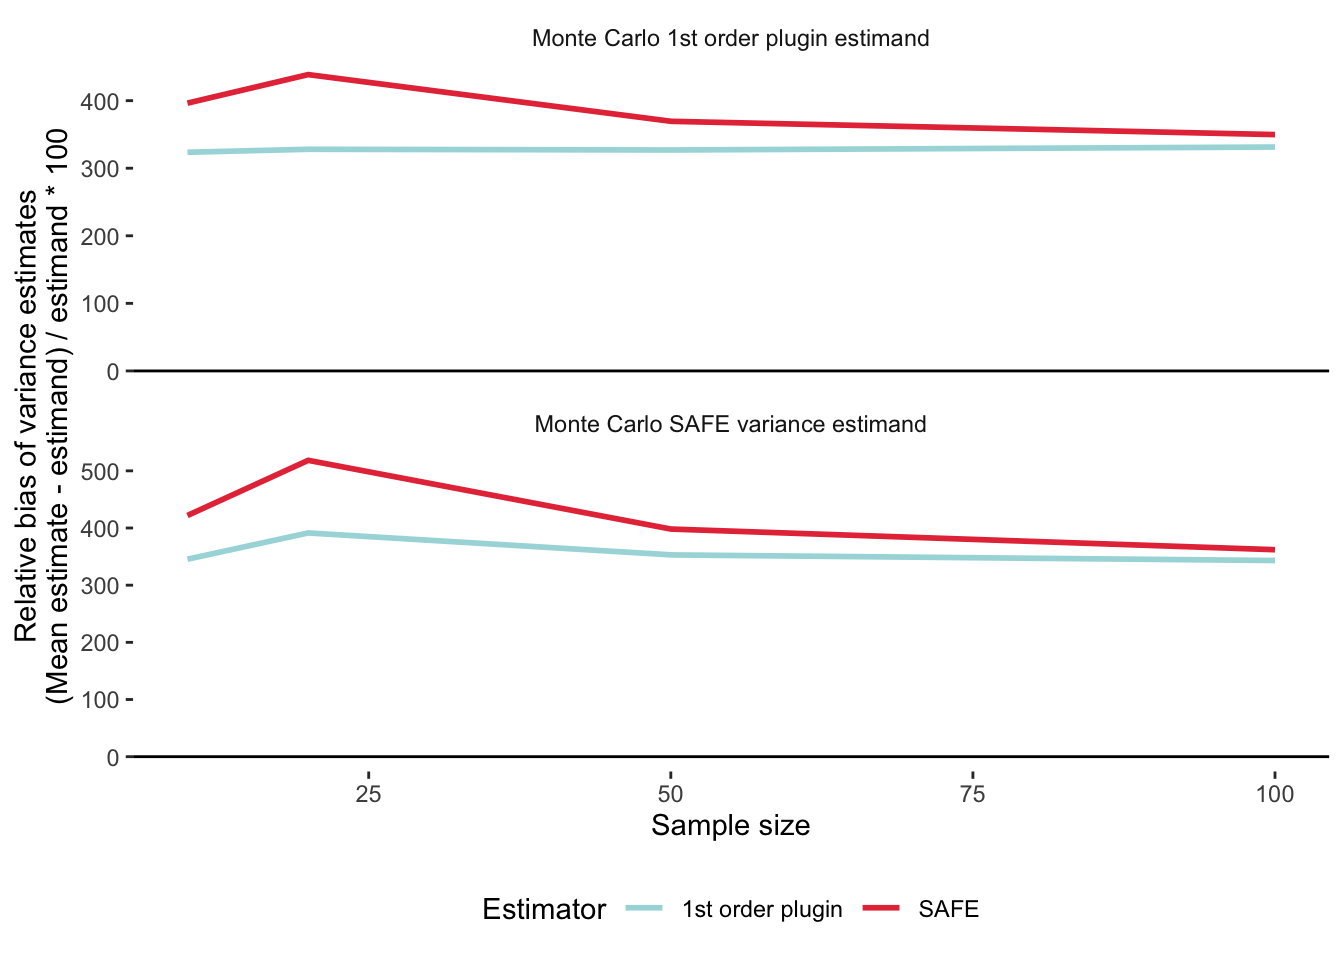 Monte Carlo 1st order plugin estimand
400
300
200
100
0
Relative bias of variance estimates
(Mean estimate - estimand) / estimand * 100
Monte Carlo SAFE variance estimand
500
400
300
200
100
0
25 50 75 100
Sample size
Estimator 1st order plugin SAFE